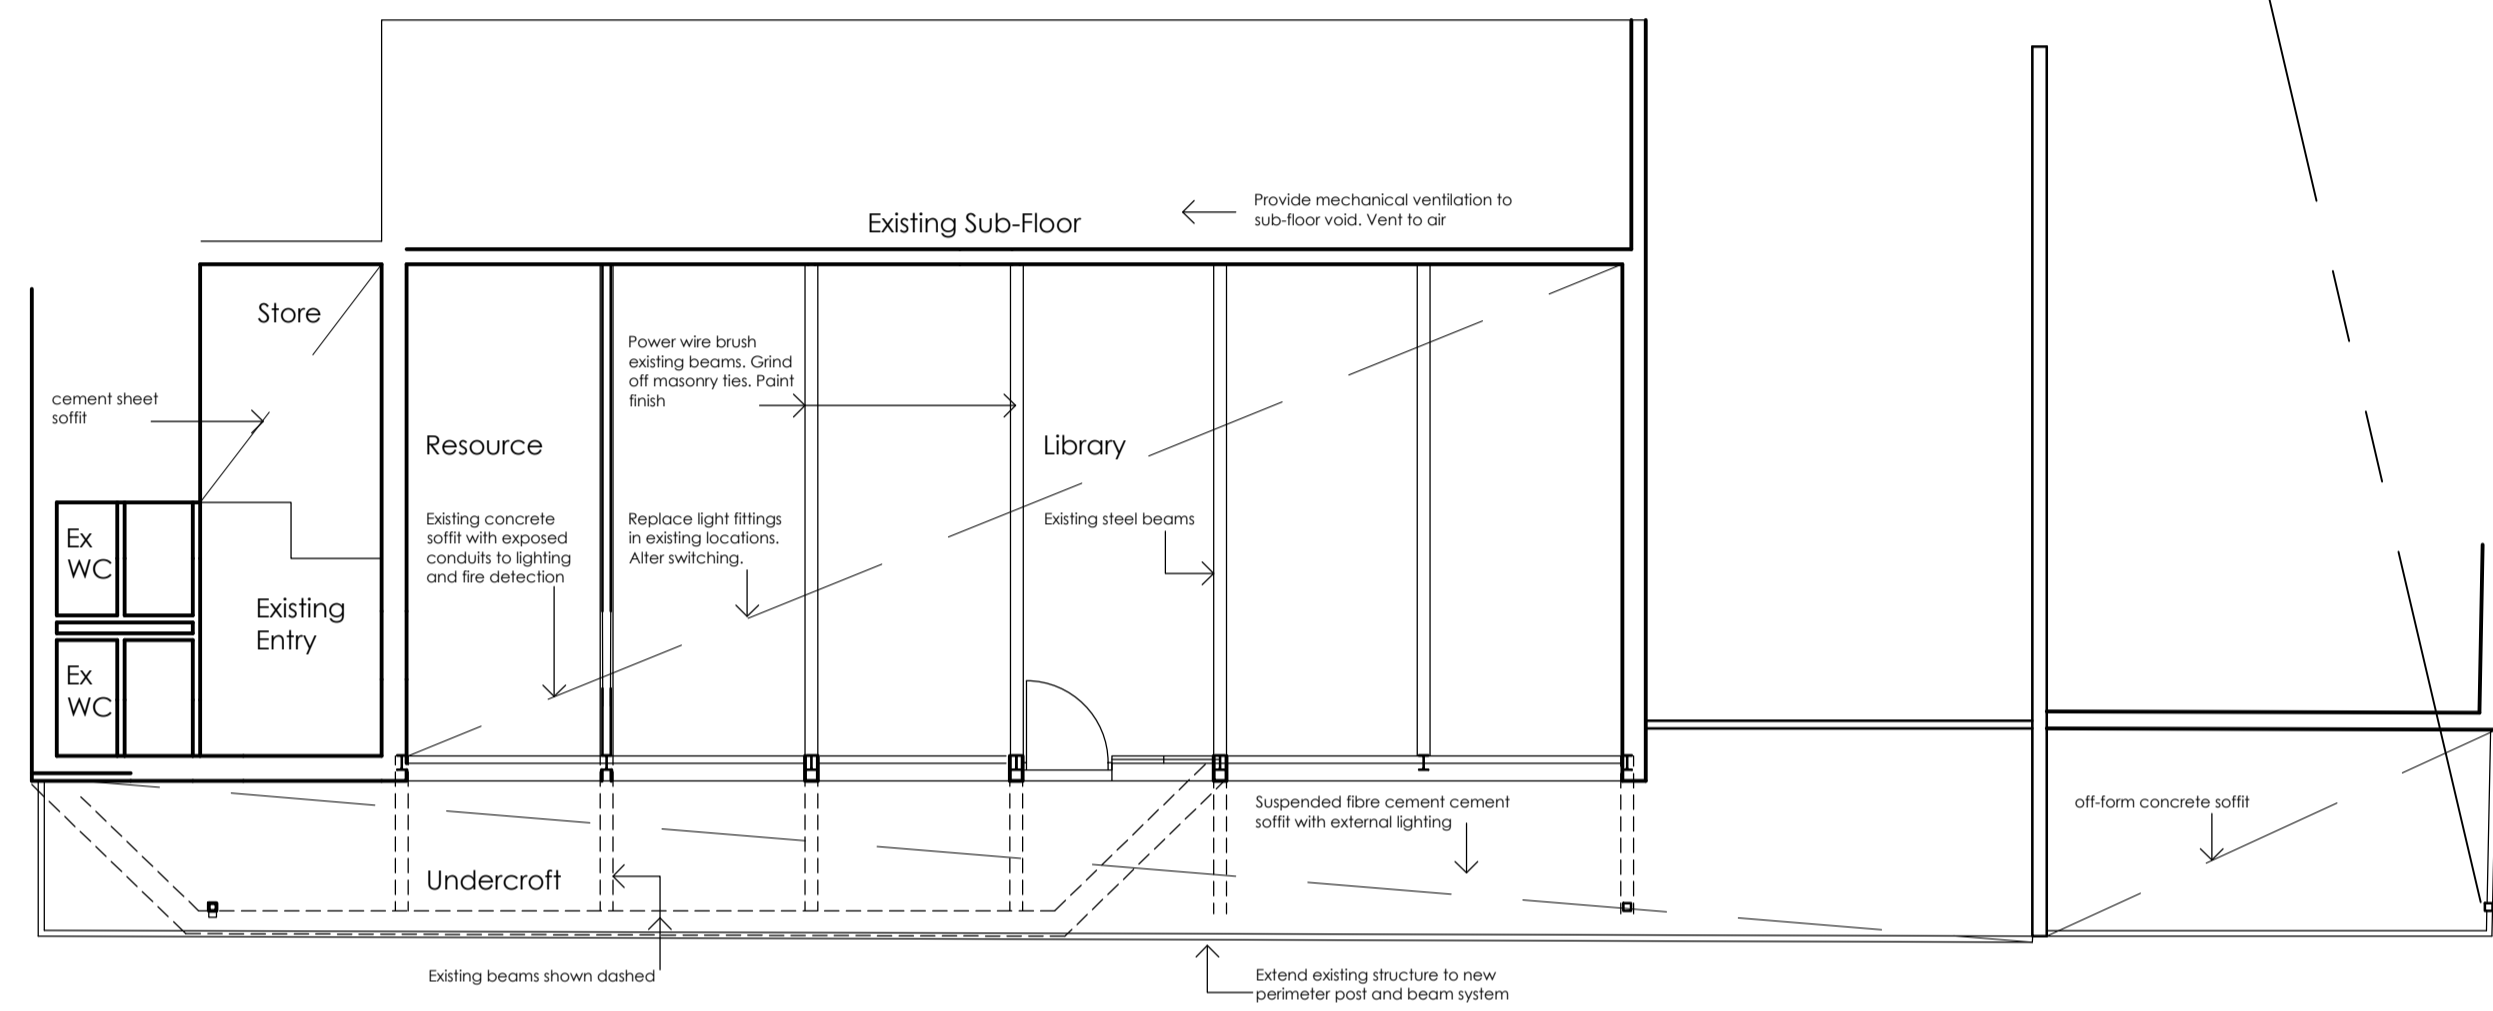 Provide mechanical ventilation to
sub-floor void. Vent to air
Existing Sub-Floor
Store
cement sheet
soffit
Power wire brush
existing beams. Grind
off masonry ties. Paint
finish
Resource
Library
Existing concrete
soffit with exposed
conduits to lighting
and fire detection
Replace light fittings
in existing locations.
Alter switching.
Existing steel beams
Ex
WC
Existing
Entry
Ex
WC
Suspended fibre cement cement
soffit with external lighting
off-form concrete soffit
Undercroft
Existing beams shown dashed
Extend existing structure to new
perimeter post and beam system